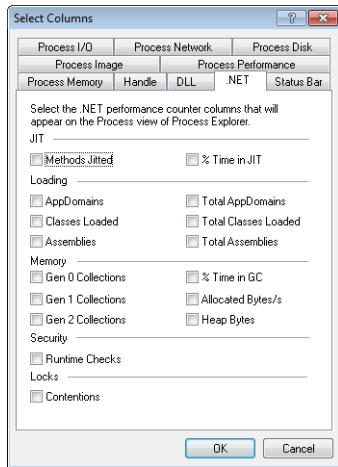 Select Columns
Process I/O Process Network Process Disk
Process Image Process Performance
Process Memory Handle DLL .NET Status Bar
Select the .NET performance counter columns that will
appear on the Process view of Process Explorer.
JIT
Methods Jitted % Time in JIT
Loading
AppDomains Total AppDomains
Classes Loaded Total Classes Loaded
Assemblies Total Assemblies
Memory
Gen 0 Collections % Time in GC
Gen 1 Collections Allocated Bytes/s
Gen 2 Collections Heap Bytes
Security
Runtime Checks
Locks
Contentions
OK Cancel